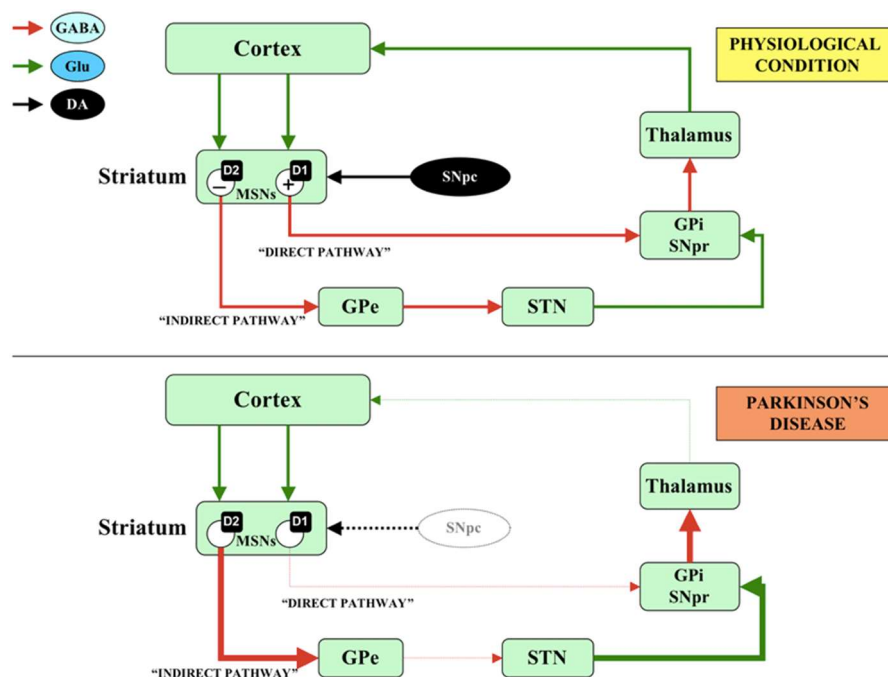 GABA
Glu
DA
Cortex
PHYSIOLOGICAL
CONDITION
Thalamus
Striatum
D2
D1
–
+
MSNs
SNpc
GPi
SNpr
“DIRECT PATHWAY”
“INDIRECT PATHWAY”
GPe
STN
Cortex
PARKINSON’S
DISEASE
Thalamus
Striatum
D2
D1
MSNs
SNpc
GPi
SNpr
“DIRECT PATHWAY”
“INDIRECT PATHWAY”
GPe
STN